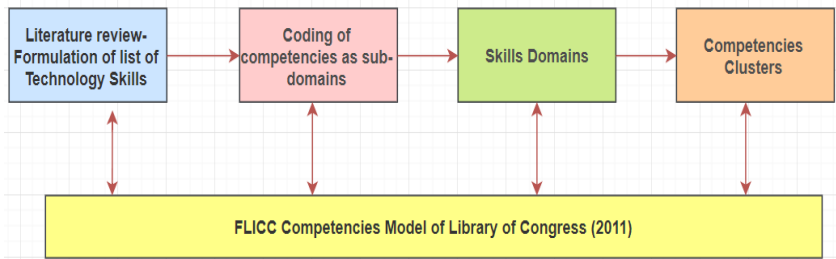 Literature review-
Formulation of list of
Technology Skills
Coding of
competencies as sub-
domains
Skills Domains
Competencies
Clusters
FLICC Competencies Model of Library of Congress (2011)